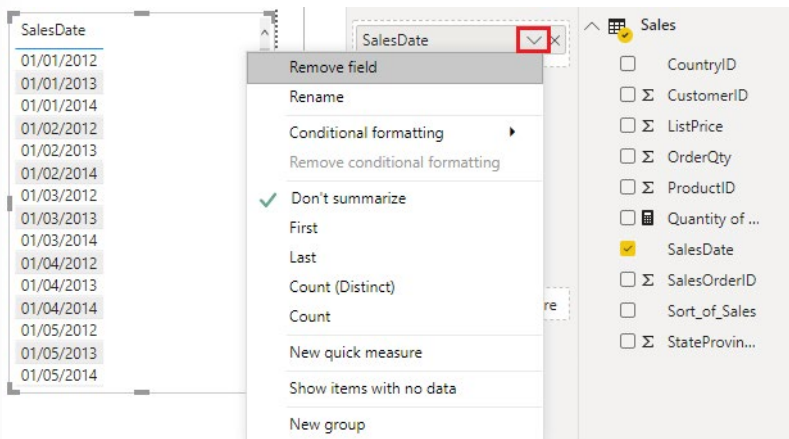 SalesDate
01/01/2012
01/01/2013
01/01/2014
01/02/2012
01/02/2013
01/02/2014
01/03/2012
01/03/2013
01/03/2014
01/04/2012
01/04/2013
01/04/2014
01/05/2012
01/05/2013
01/05/2014
SalesDate
Remove field
Rename
Conditional formatting
Remove conditional formatting
Don't summarize
First
Last
Count (Distinct)
Count
New quick measure
Show items with no data
New group
re
Sales
CountryID
Σ CustomerID
Σ ListPrice
Σ OrderQty
Σ ProductID
Quantity of ...
SalesDate
Σ SalesOrderID
Sort_of_Sales
Σ StateProvin...